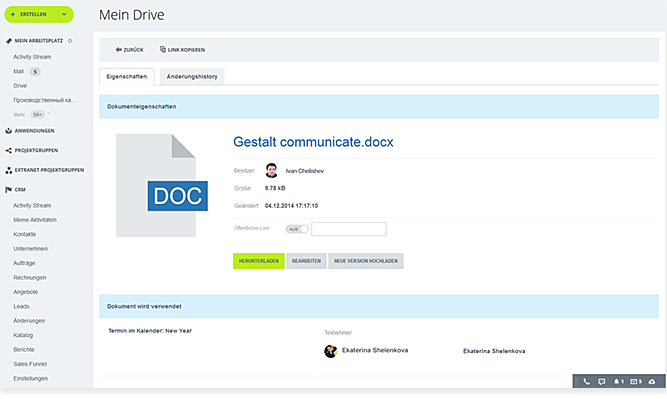 + ERSTELLEN
Mein Drive
MEIN ARBEITSPLATZ
Activity Stream
Mail 5
Drive
Производственный ка...
Mehr... 50+
ANWENDUNGEN
PROJEKTGRUPPEN
EXTRANET-PROJEKTGRUPPEN
CRM
Activity Stream
Meine Aktivitäten
Kontakte
Unternehmen
Aufträge
Rechnungen
Angebote
Leads
Änderungen
Katalog
Berichte
Sales Funnel
Einstellungen
ZURÜCK LINK KOPIEREN
Eigenschaften Änderungshistory
Dokumenteigenschaften
DOC
Gestalt communicate.docx
Besitzer: Ivan Chelishev
Größe: 9.78 kB
Geändert: 04.12.2014 17:17:10
Öffentlicher Link: AUS
HERUNTERLADEN BEARBEITEN NEUE VERSION HOCHLADEN
Dokument wird verwendet
Termin im Kalender: New Year Teilnehmer
Ekaterina Shelenkova Ekaterina Shelenkova
1 5